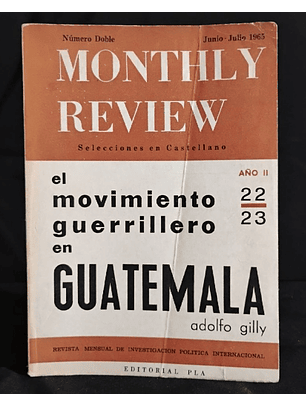 Número Doble Junio-Julio 1965
MONTHLY
REVIEW
Selecciones en Castellano
AÑO II
22
23
el
movimiento
guerrillero
en
GUATEMALA
adolfo gilly
REVISTA MENSUAL DE INVESTIGACION POLITICA INTERNACIONAL
EDITORIAL PLA